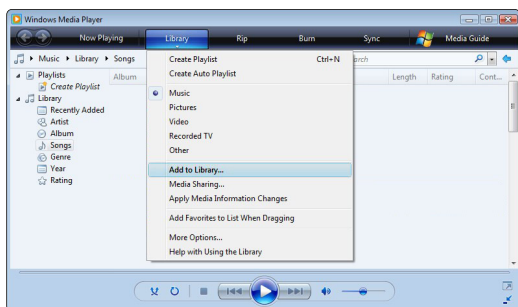 Windows Media Player
Now Playing Library Rip Burn Sync Media Guide
Music Library Songs
Playlists
Create Playlist
Library
Recently Added
Artist
Album
Songs
Genre
Year
Rating
Album
Create Playlist Ctrl+N
Create Auto Playlist
Music
Pictures
Video
Recorded TV
Other
Add to Library...
Media Sharing...
Apply Media Information Changes
Add Favorites to List When Dragging
More Options...
Help with Using the Library
arch
Length Rating Cont...